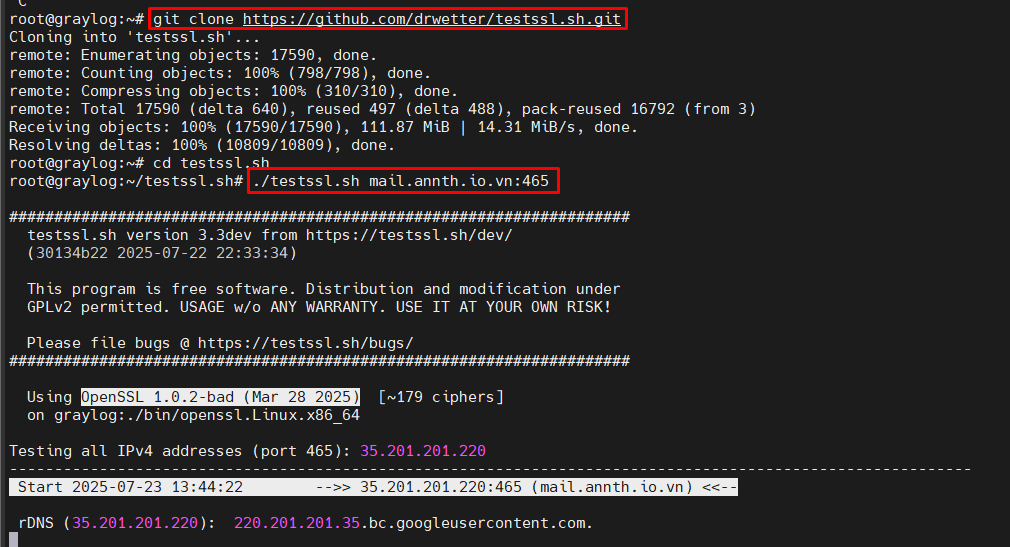 C
root@graylog:~# git clone https://github.com/drwetter/testssl.sh.git
Cloning into 'testssl.sh'...
remote: Enumerating objects: 17590, done.
remote: Counting objects: 100% (798/798), done.
remote: Compressing objects: 100% (310/310), done.
remote: Total 17590 (delta 640), reused 497 (delta 488), pack-reused 16792 (from 3)
Receiving objects: 100% (17590/17590), 111.87 MiB | 14.31 MiB/s, done.
Resolving deltas: 100% (10809/10809), done.
root@graylog:~# cd testssl.sh
root@graylog:~/testssl.sh# ./testssl.sh mail.annth.io.vn:465
#####################################################################
testssl.sh version 3.3dev from https://testssl.sh/dev/
(30134b22 2025-07-22 22:33:34)
This program is free software. Distribution and modification under
GPLv2 permitted. USAGE w/o ANY WARRANTY. USE IT AT YOUR OWN RISK!
Please file bugs @ https://testssl.sh/bugs/
#####################################################################
Using OpenSSL 1.0.2-bad (Mar 28 2025) [~179 ciphers]
on graylog:./bin/openssl.Linux.x86_64
Testing all IPv4 addresses (port 465): 35.201.201.220
-----------------------------------------------------------------------------------------------------------
Start 2025-07-23 13:44:22 -->> 35.201.201.220:465 (mail.annth.io.vn) <<--
rDNS (35.201.201.220): 220.201.201.35.bc.googleusercontent.com.